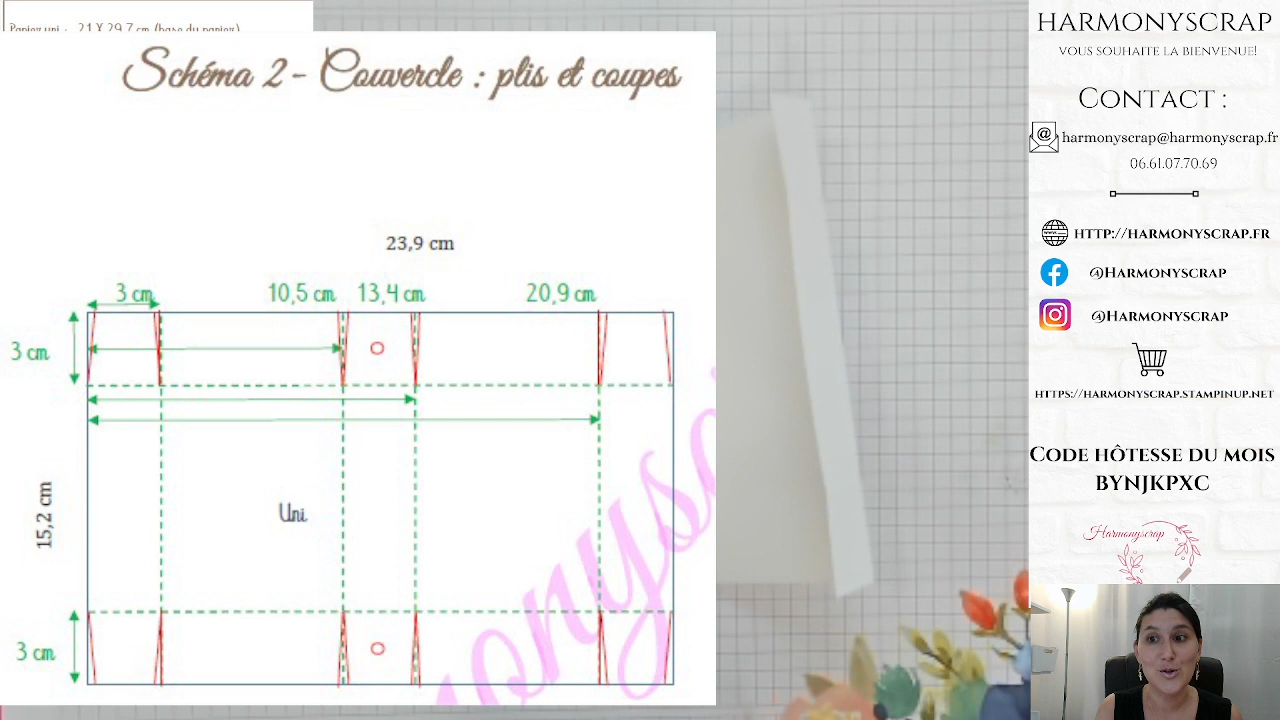 Papier uni : 21 X 29,7 cm (base du papier)
Schéma 2 - Couvercle : plis et coupes
23,9 cm
3 cm
10,5 cm
13,4 cm
20,9 cm
3 cm
Uni
15,2 cm
3 cm
HARMONYSCRAP
VOUS SOUHAITE LA BIENVENUE!
CONTACT :
@
harmonyscrap@harmonyscrap.fr
06.61.07.70.69
www.
HTTP://HARMONYSCRAP.FR
@HARMONYSCRAP
@HARMONYSCRAP
HTTPS://HARMONYSCRAP.STAMPINUP.NET
CODE HÔTESSE DU MOIS
BYNJKPXC
Harmonyscrap